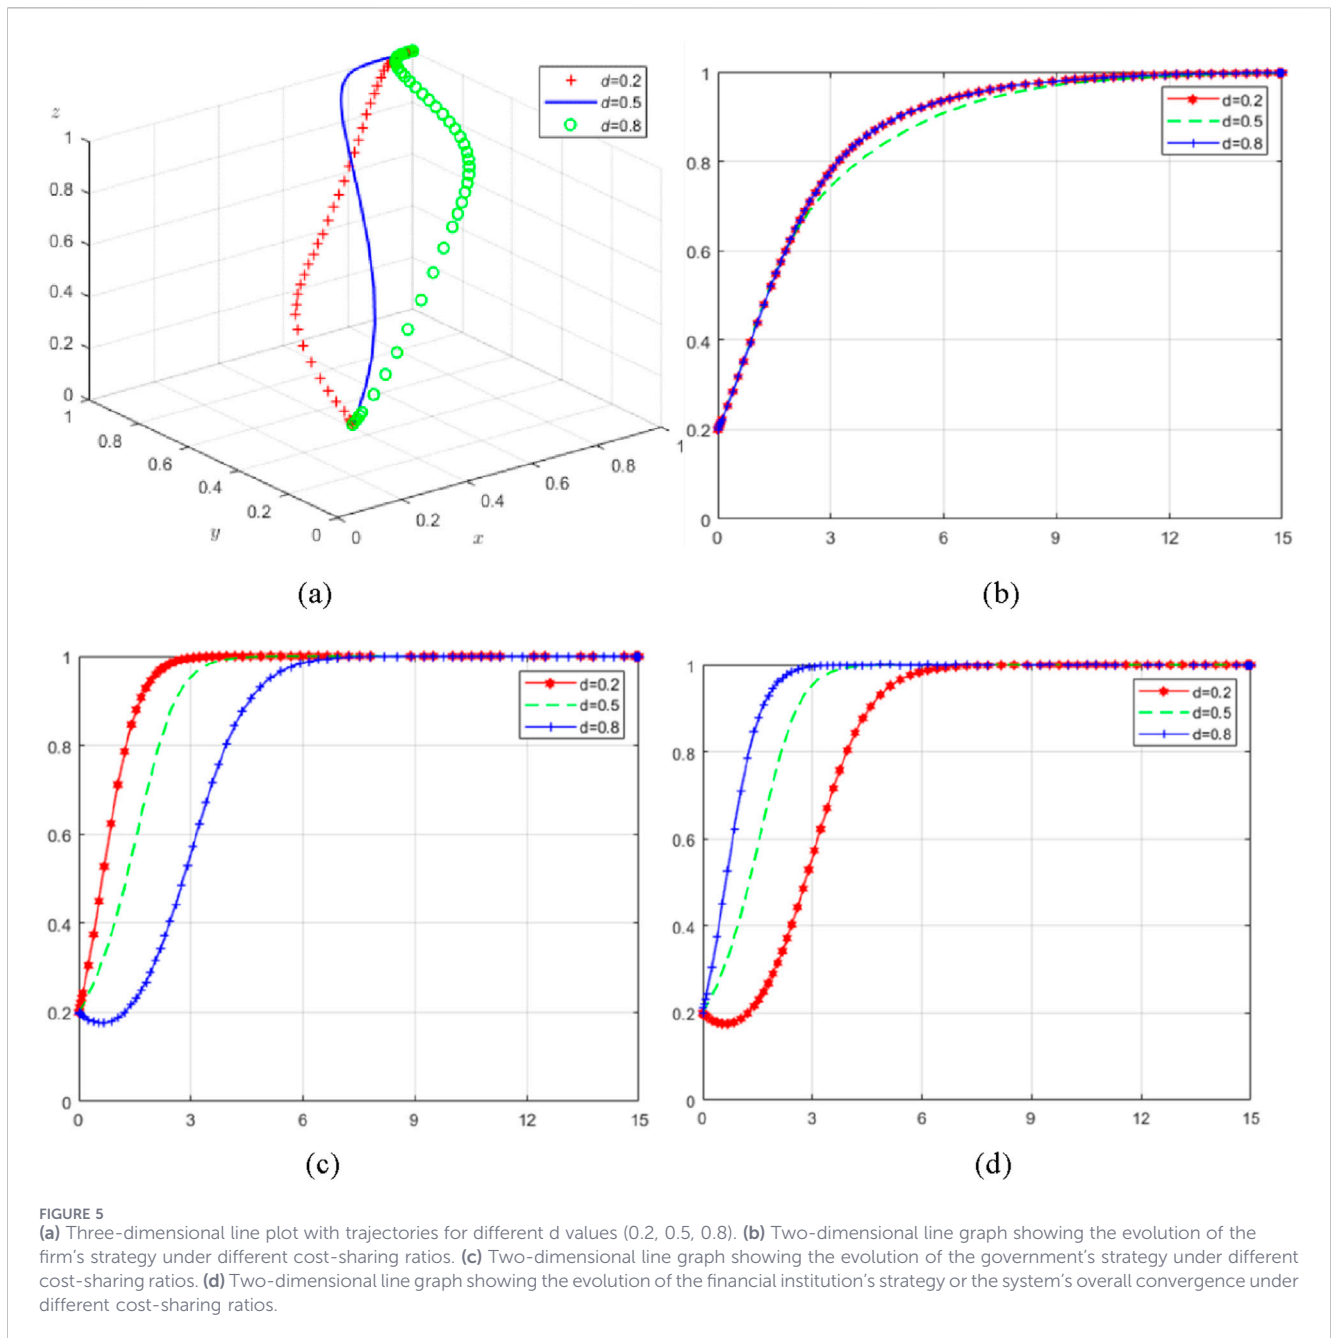 z
1
0.8
0.6
0.4
0.2
0
1
0.8
0.6
0.4
0.2
0
y
0
0.2
0.4
0.6
0.8
1
x
d=0.2
d=0.5
d=0.8
(a)
1
0.8
0.6
0.4
0.2
0
0 3 6 9 12 15
d=0.2
d=0.5
d=0.8
(b)
1
0.8
0.6
0.4
0.2
0
0 3 6 9 12 15
d=0.2
d=0.5
d=0.8
(c)
1
0.8
0.6
0.4
0.2
0
0 3 6 9 12 15
d=0.2
d=0.5
d=0.8
(d)
FIGURE 5
(a) Three-dimensional line plot with trajectories for different d values (0.2, 0.5, 0.8). (b) Two-dimensional line graph showing the evolution of the
firm's strategy under different cost-sharing ratios. (c) Two-dimensional line graph showing the evolution of the government's strategy under different
cost-sharing ratios. (d) Two-dimensional line graph showing the evolution of the financial institution's strategy or the system's overall convergence under
different cost-sharing ratios.